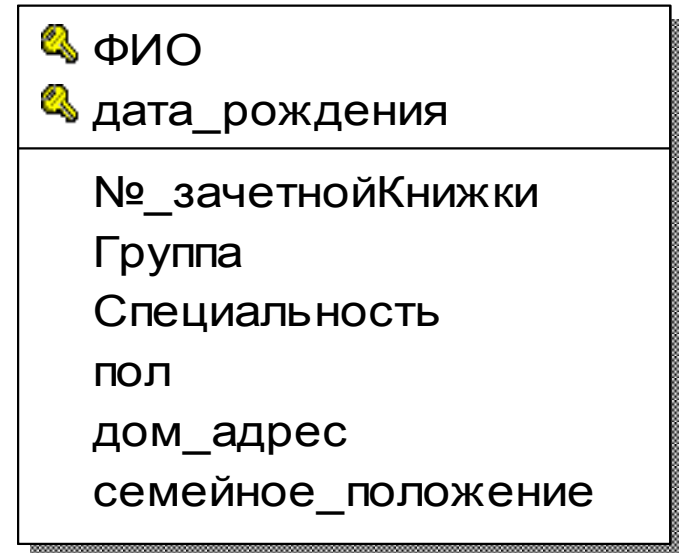 ФИО
дата_рождения
№_зачетнойКнижки
Группа
Специальность
пол
дом_адрес
семейное_положение